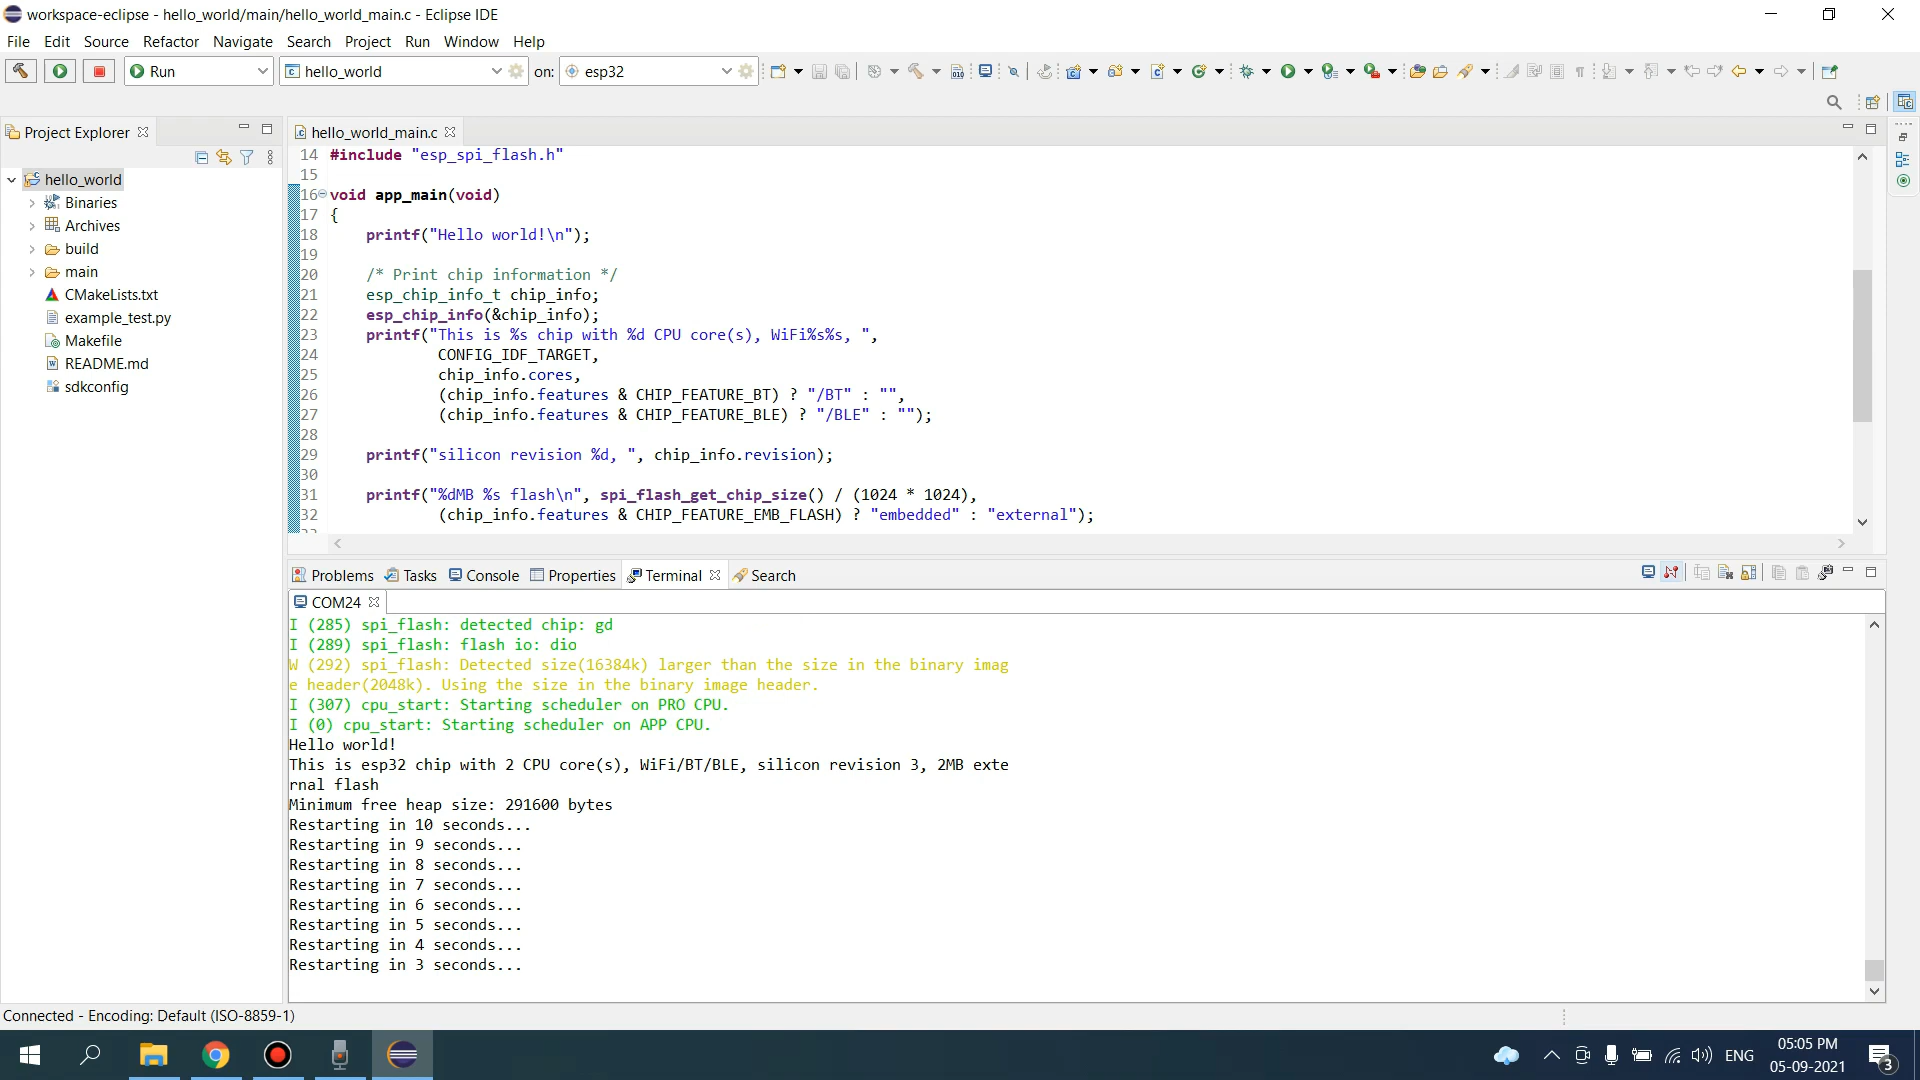 workspace-eclipse - hello_world/main/hello_world_main.c - Eclipse IDE
File Edit Source Refactor Navigate Search Project Run Window Help
Run hello_world on: esp32
Project Explorer
hello_world
Binaries
Archives
build
main
CMakeLists.txt
example_test.py
Makefile
README.md
sdkconfig
hello_world_main.c
14 #include "esp_spi_flash.h"
15
16 void app_main(void)
17 {
18 printf("Hello world!\n");
19
20 /* Print chip information */
21 esp_chip_info_t chip_info;
22 esp_chip_info(&chip_info);
23 printf("This is %s chip with %d CPU core(s), WiFi%s%s, ",
24 CONFIG_IDF_TARGET,
25 chip_info.cores,
26 (chip_info.features & CHIP_FEATURE_BT) ? "/BT" : "",
27 (chip_info.features & CHIP_FEATURE_BLE) ? "/BLE" : "");
28
29 printf("silicon revision %d, ", chip_info.revision);
30
31 printf("%dMB %s flash\n", spi_flash_get_chip_size() / (1024 * 1024),
32 (chip_info.features & CHIP_FEATURE_EMB_FLASH) ? "embedded" : "external");
Problems Tasks Console Properties Terminal Search
COM24
I (285) spi_flash: detected chip: gd
I (289) spi_flash: flash io: dio
W (292) spi_flash: Detected size(16384k) larger than the size in the binary imag
e header(2048k). Using the size in the binary image header.
I (307) cpu_start: Starting scheduler on PRO CPU.
I (0) cpu_start: Starting scheduler on APP CPU.
Hello world!
This is esp32 chip with 2 CPU core(s), WiFi/BT/BLE, silicon revision 3, 2MB exte
rnal flash
Minimum free heap size: 291600 bytes
Restarting in 10 seconds...
Restarting in 9 seconds...
Restarting in 8 seconds...
Restarting in 7 seconds...
Restarting in 6 seconds...
Restarting in 5 seconds...
Restarting in 4 seconds...
Restarting in 3 seconds...
Connected - Encoding: Default (ISO-8859-1)
ENG
05:05 PM
05-09-2021
3